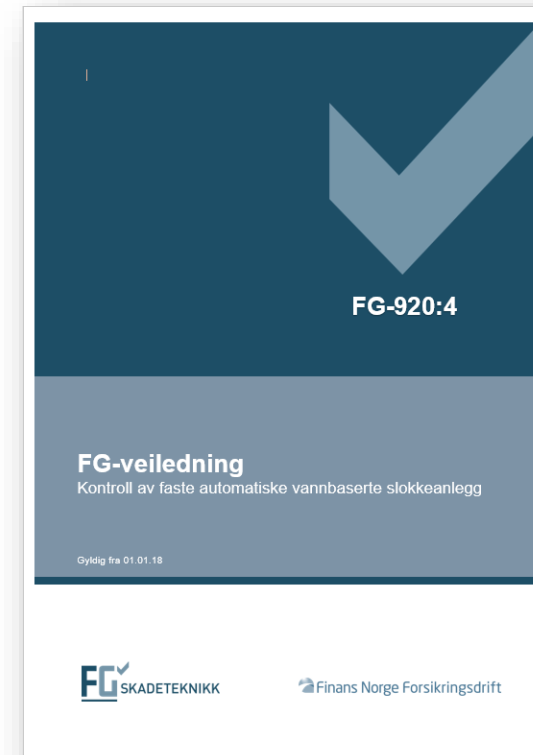 FG-920:4
FG-veiledning
Kontroll av faste automatiske vannbaserte slokkeanlegg
Gyldig fra 01.01.18
FG SKADETEKNIKK
Finans Norge Forsikringsdrift